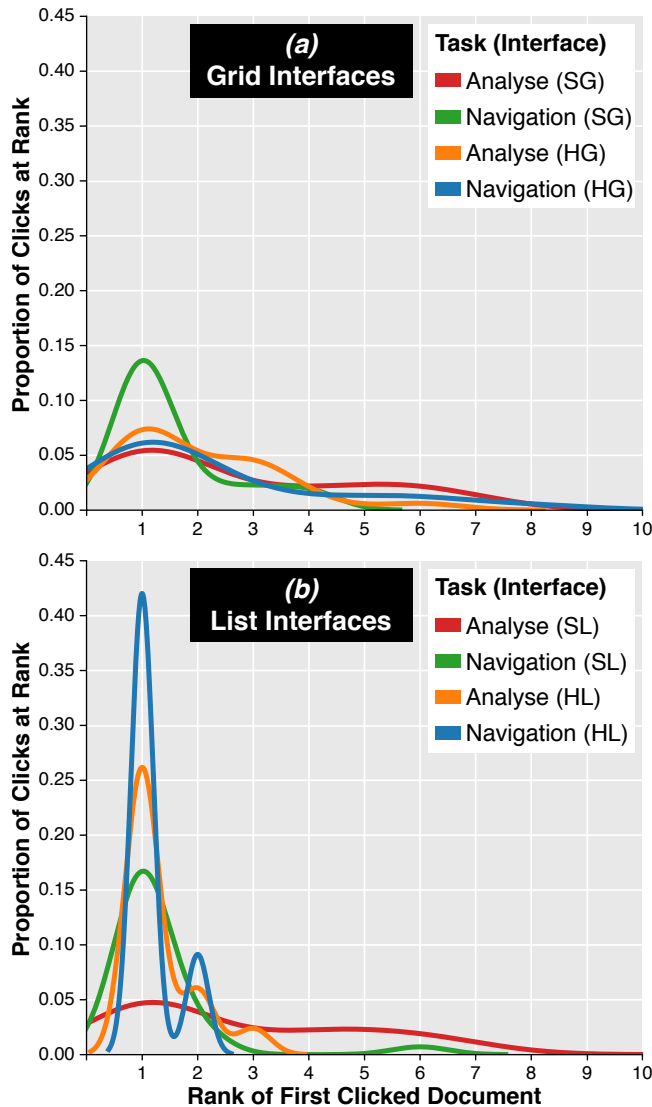 (a)
Grid Interfaces
Task (Interface)
Analyse (SG)
Navigation (SG)
Analyse (HG)
Navigation (HG)
Proportion of Clicks at Rank
0.45
0.40
0.35
0.30
0.25
0.20
0.15
0.10
0.05
0.00
1 2 3 4 5 6 7 8 9 10
(b)
List Interfaces
Task (Interface)
Analyse (SL)
Navigation (SL)
Analyse (HL)
Navigation (HL)
Proportion of Clicks at Rank
0.45
0.40
0.35
0.30
0.25
0.20
0.15
0.10
0.05
0.00
1 2 3 4 5 6 7 8 9 10
Rank of First Clicked Document